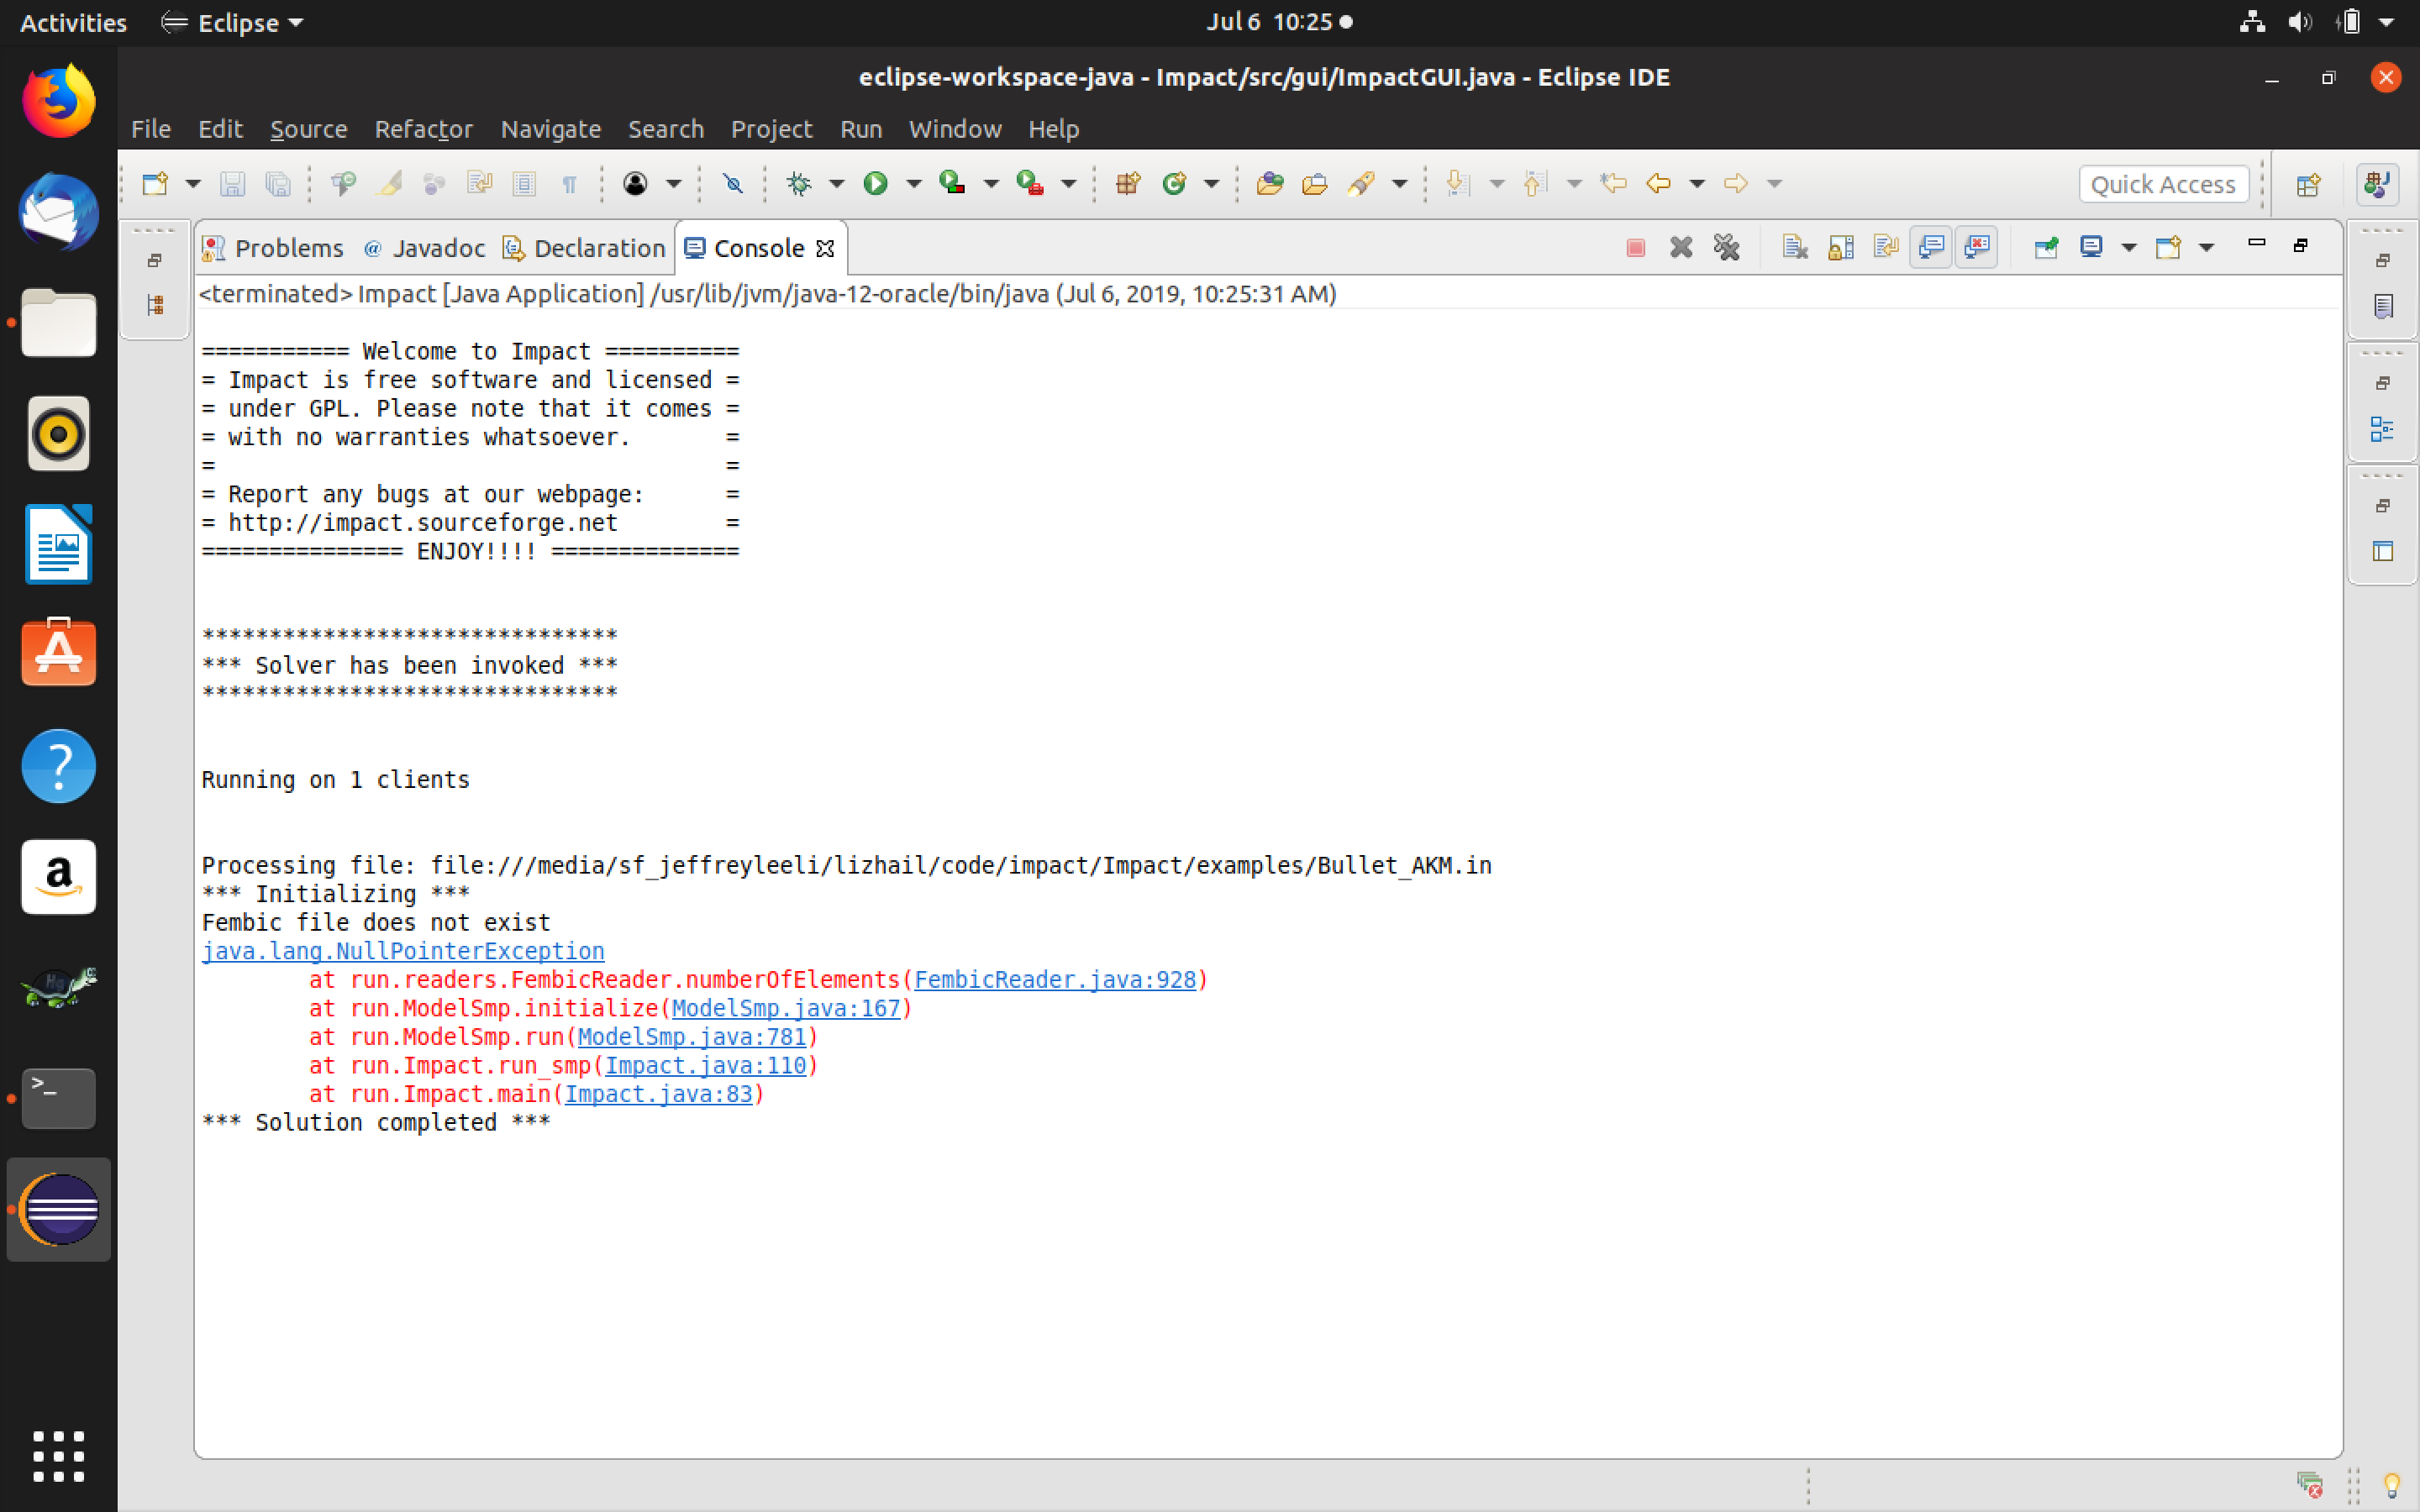 Activities Eclipse Jul 6 10:25
eclipse-workspace-java - Impact/src/gui/ImpactGUI.java - Eclipse IDE
File Edit Source Refactor Navigate Search Project Run Window Help
Quick Access
Problems @ Javadoc Declaration Console
<terminated> Impact [Java Application] /usr/lib/jvm/java-12-oracle/bin/java (Jul 6, 2019, 10:25:31 AM)
=========== Welcome to Impact ==========
= Impact is free software and licensed =
= under GPL. Please note that it comes =
= with no warranties whatsoever.       =
=                                      =
= Report any bugs at our webpage:      =
= http://impact.sourceforge.net        =
=============== ENJOY!!!! ==============
*******************************
*** Solver has been invoked ***
*******************************
Running on 1 clients
Processing file: file:///media/sf_jeffreyleeli/lizhail/code/impact/Impact/examples/Bullet_AKM.in
*** Initializing ***
Fembic file does not exist
java.lang.NullPointerException
at run.readers.FembicReader.numberOfElements(FembicReader.java:928)
at run.ModelSmp.initialize(ModelSmp.java:167)
at run.ModelSmp.run(ModelSmp.java:781)
at run.Impact.run_smp(Impact.java:110)
at run.Impact.main(Impact.java:83)
*** Solution completed ***